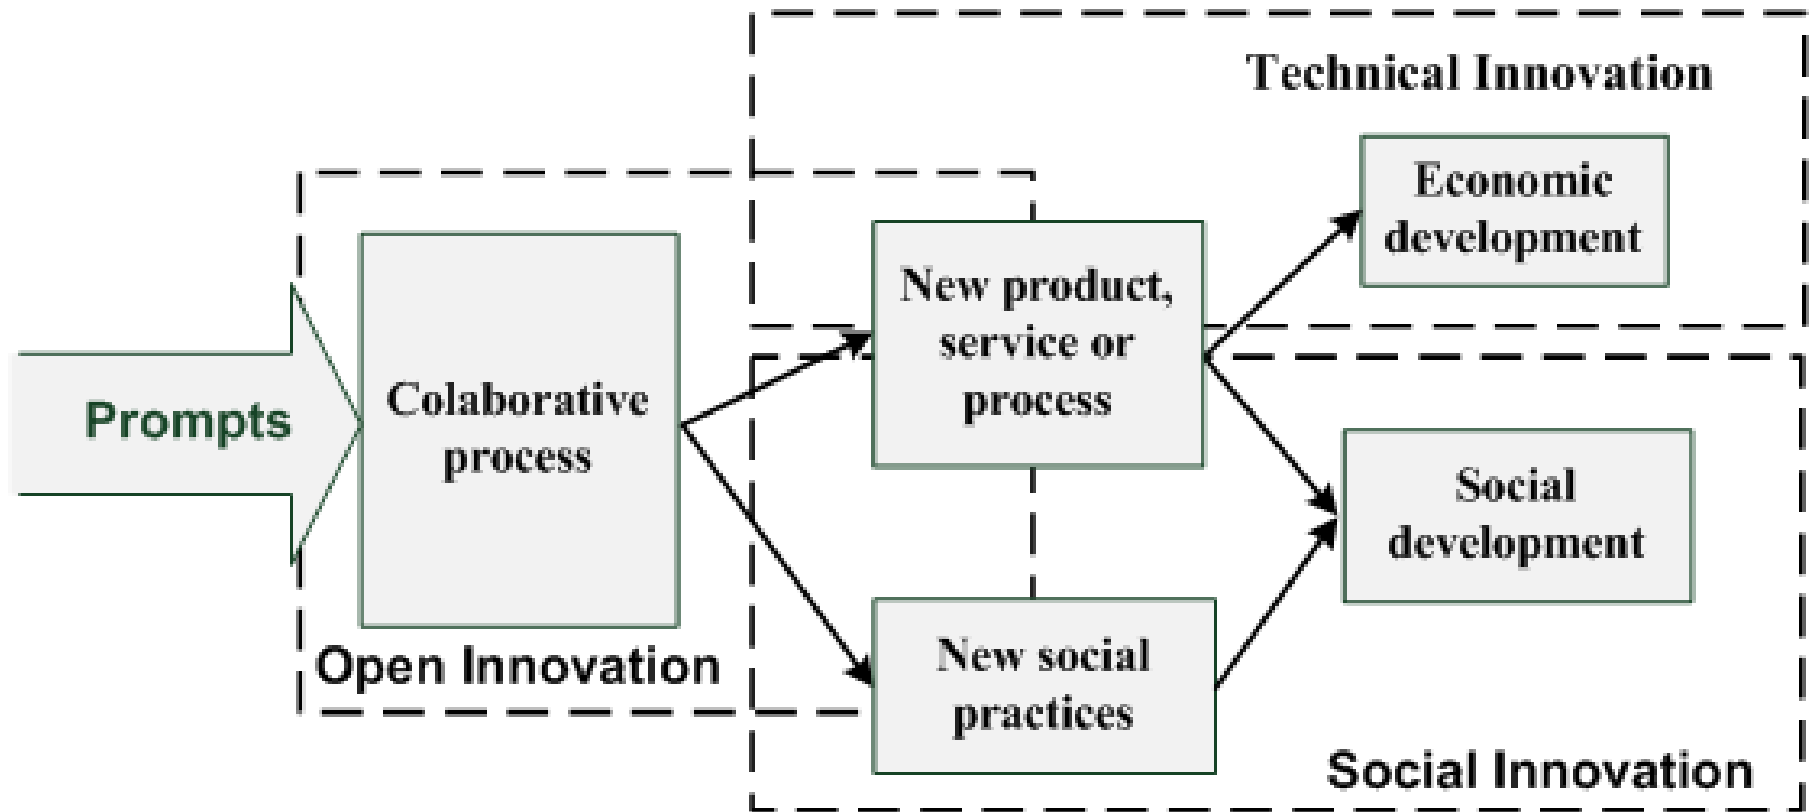 Technical Innovation
Economic
development
New product,
service or
process
Prompts
Colaborative
process
Social
development
Open Innovation
New social
practices
Social Innovation